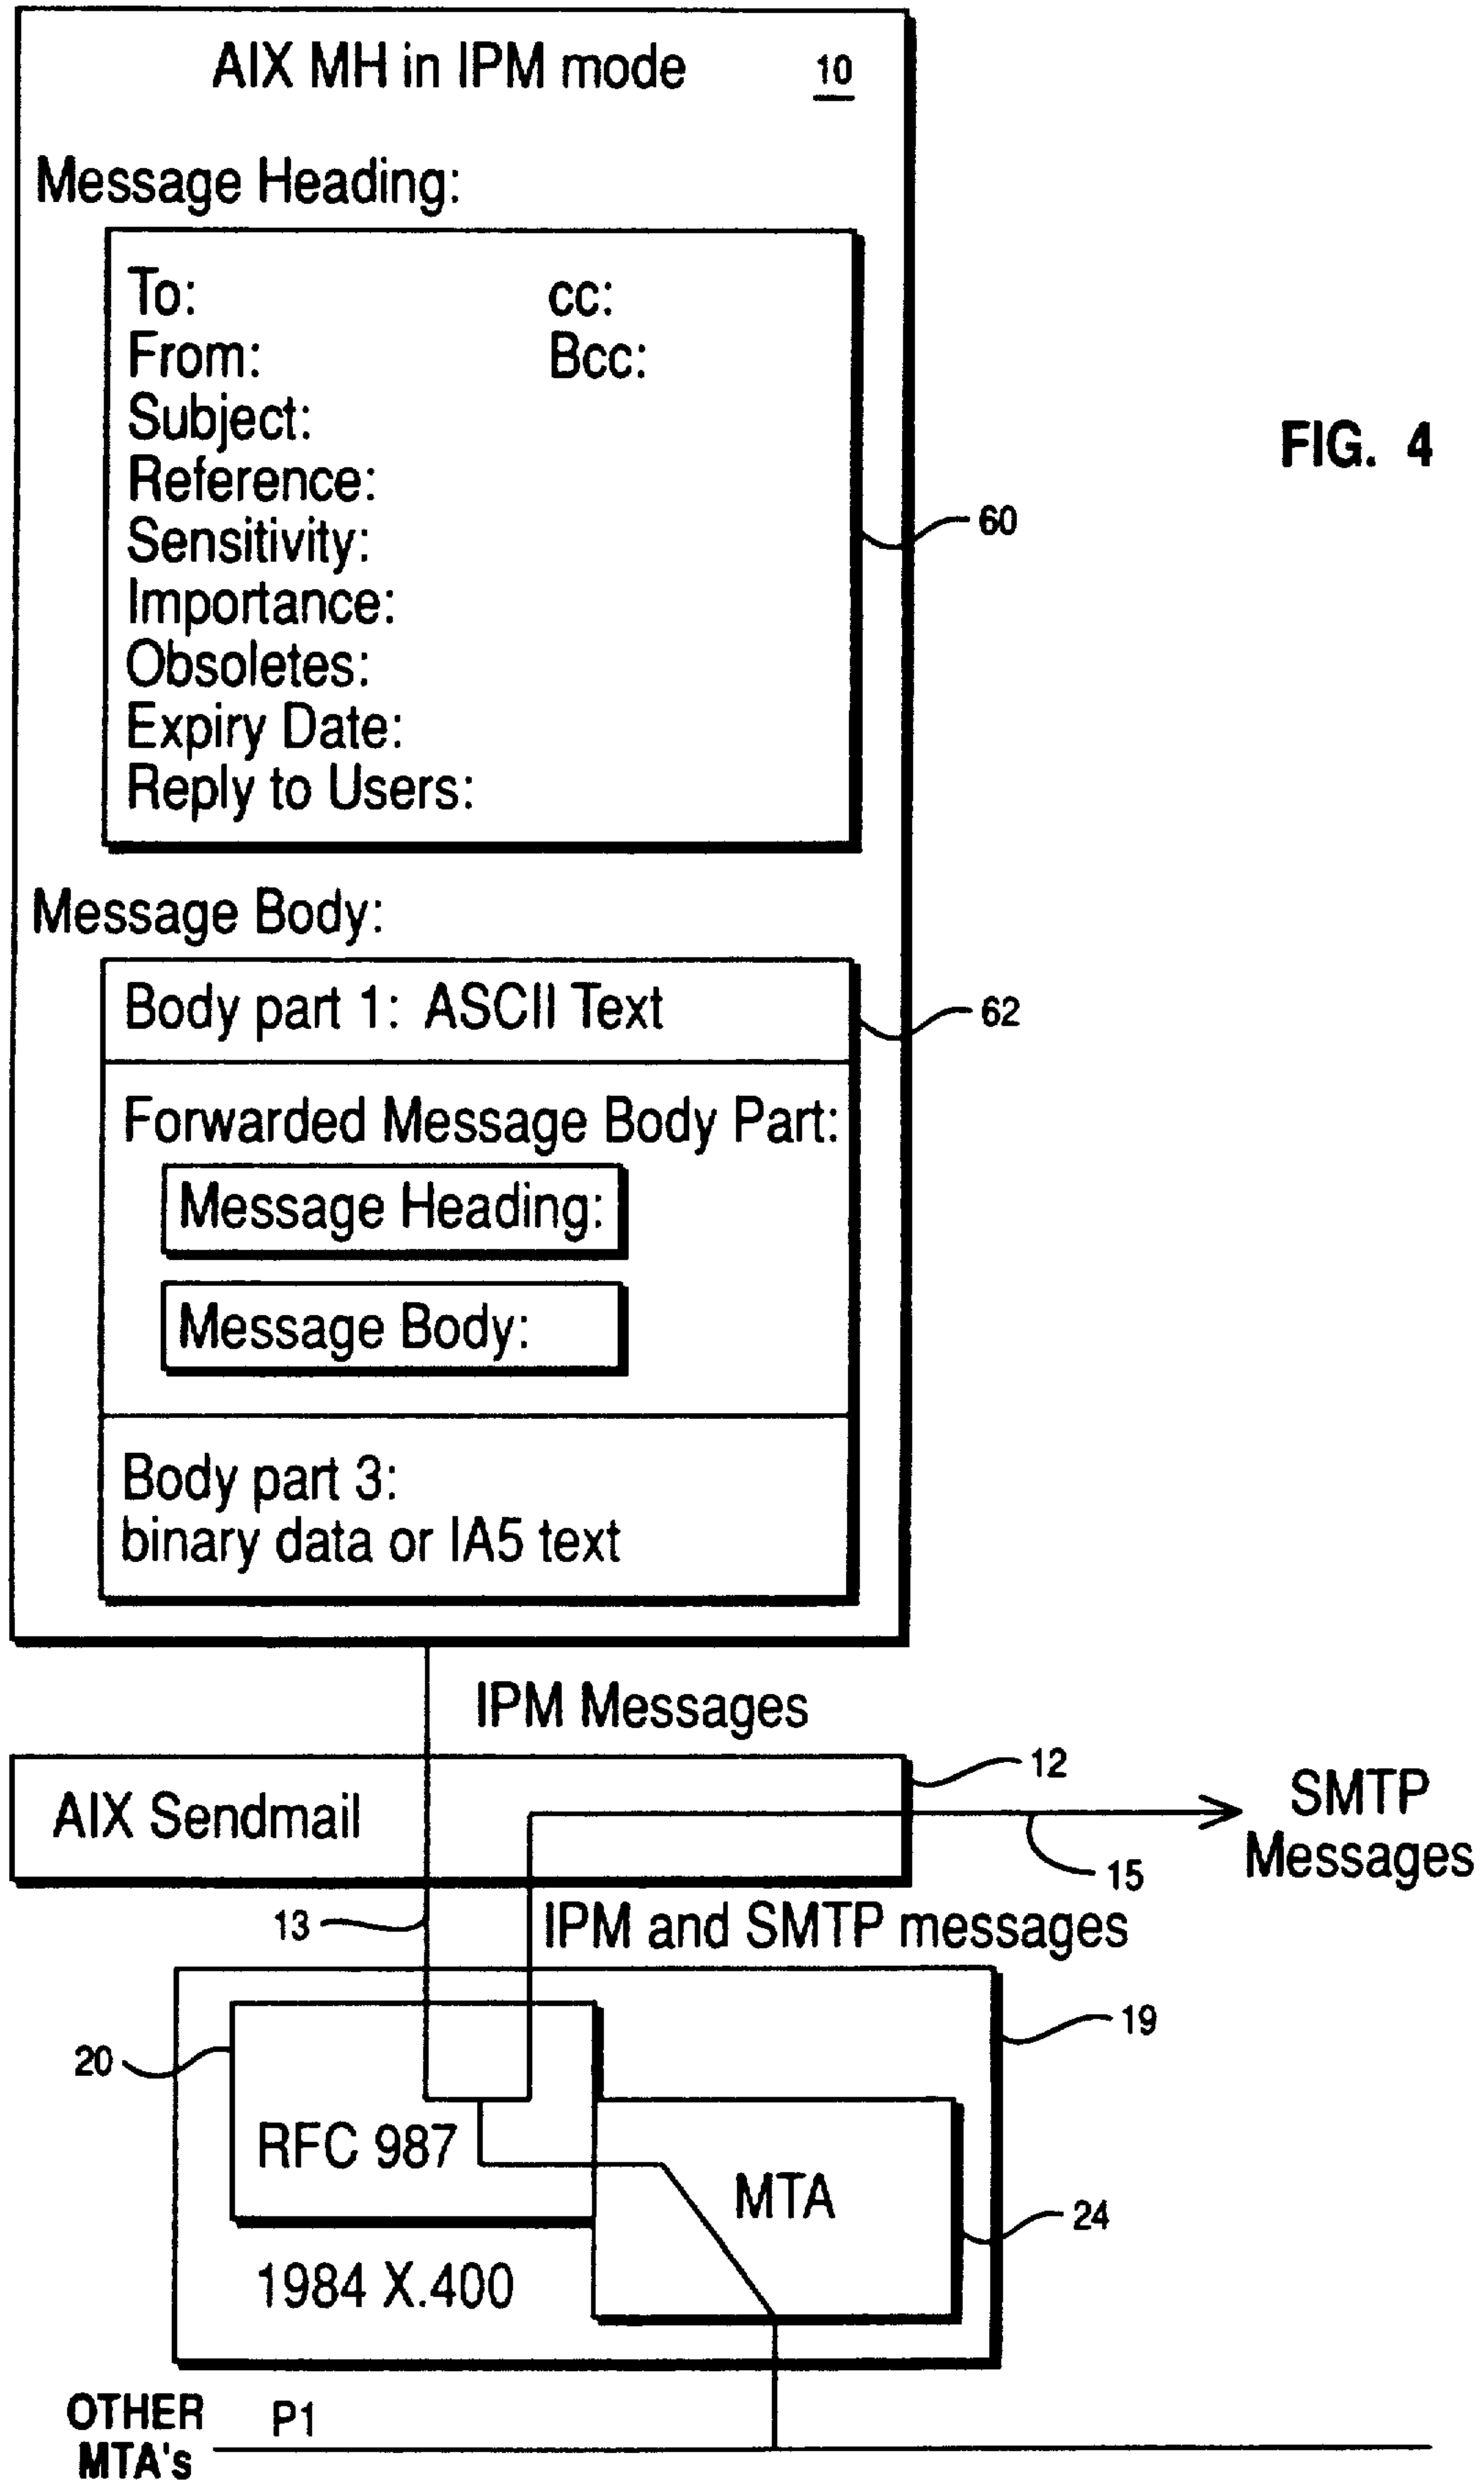 AIX MH in IPM mode 10
Message Heading:
To: cc:
From: Bcc:
Subject:
Reference:
Sensitivity:
Importance:
Obsoletes:
Expiry Date:
Reply to Users:
FIG. 4
60
Message Body:
Body part 1: ASCII Text
62
Forwarded Message Body Part:
Message Heading:
Message Body:
Body part 3:
binary data or IA5 text
IPM Messages
12
AIX Sendmail
SMTP
Messages
15
13
IPM and SMTP messages
19
20
RFC 987
MTA
24
1984 X.400
OTHER
MTA's
P1